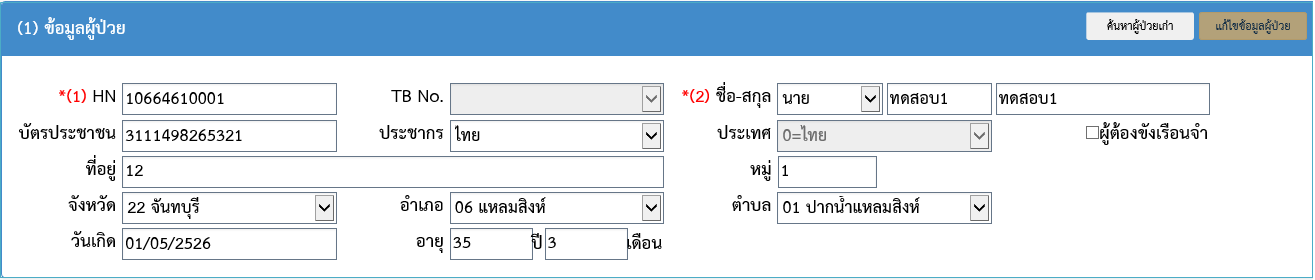 (1) ข้อมูลผู้ป่วย ค้นหาผู้ป่วยเก่า แก้ไขข้อมูลผู้ป่วย
*(1) HN 10664610001 TB No. *(2) ชื่อ-สกุล นาย ทดสอบ1 ทดสอบ1
บัตรประชาชน 3111498265321 ประชากร ไทย ประเทศ 0=ไทย ผู้ต้องขังเรือนจำ
ที่อยู่ 12 หมู่ 1
จังหวัด 22 จันทบุรี อำเภอ 06 แหลมสิงห์ ตำบล 01 ปากน้ำแหลมสิงห์
วันเกิด 01/05/2526 อายุ 35 ปี 3 เดือน